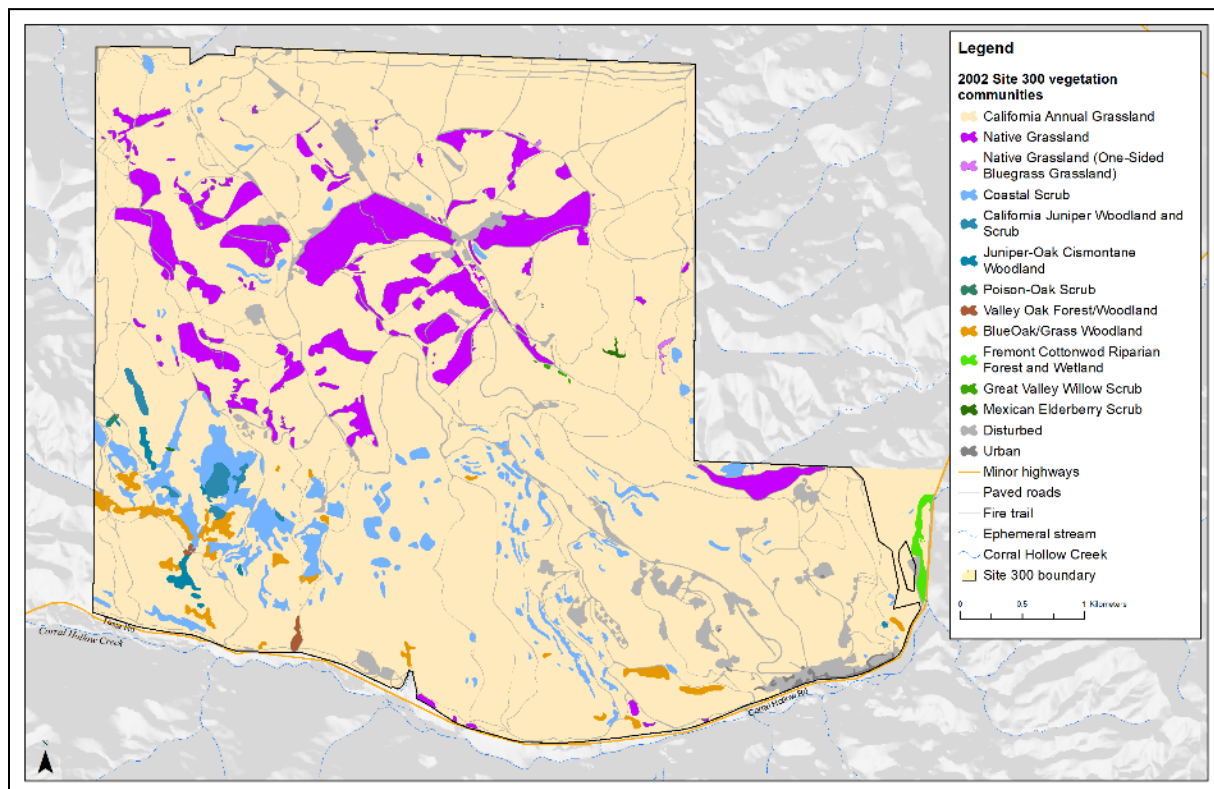 Legend
2002 Site 300 vegetation
communities
California Annual Grassland
Native Grassland
Native Grassland (One-Sided
Bluegrass Grassland)
Coastal Scrub
California Juniper Woodland and
Scrub
Juniper-Oak Cismontane
Woodland
Poison-Oak Scrub
Valley Oak Forest/Woodland
BlueOak/Grass Woodland
Fremont Cottonwod Riparian
Forest and Wetland
Great Valley Willow Scrub
Mexican Elderberry Scrub
Disturbed
Urban
Minor highways
Paved roads
Fire trail
Ephemeral stream
Corral Hollow Creek
Site 300 boundary
0 0.5 1 Kilometers
Corral Hollow Creek
Corral Hollow Rd
N